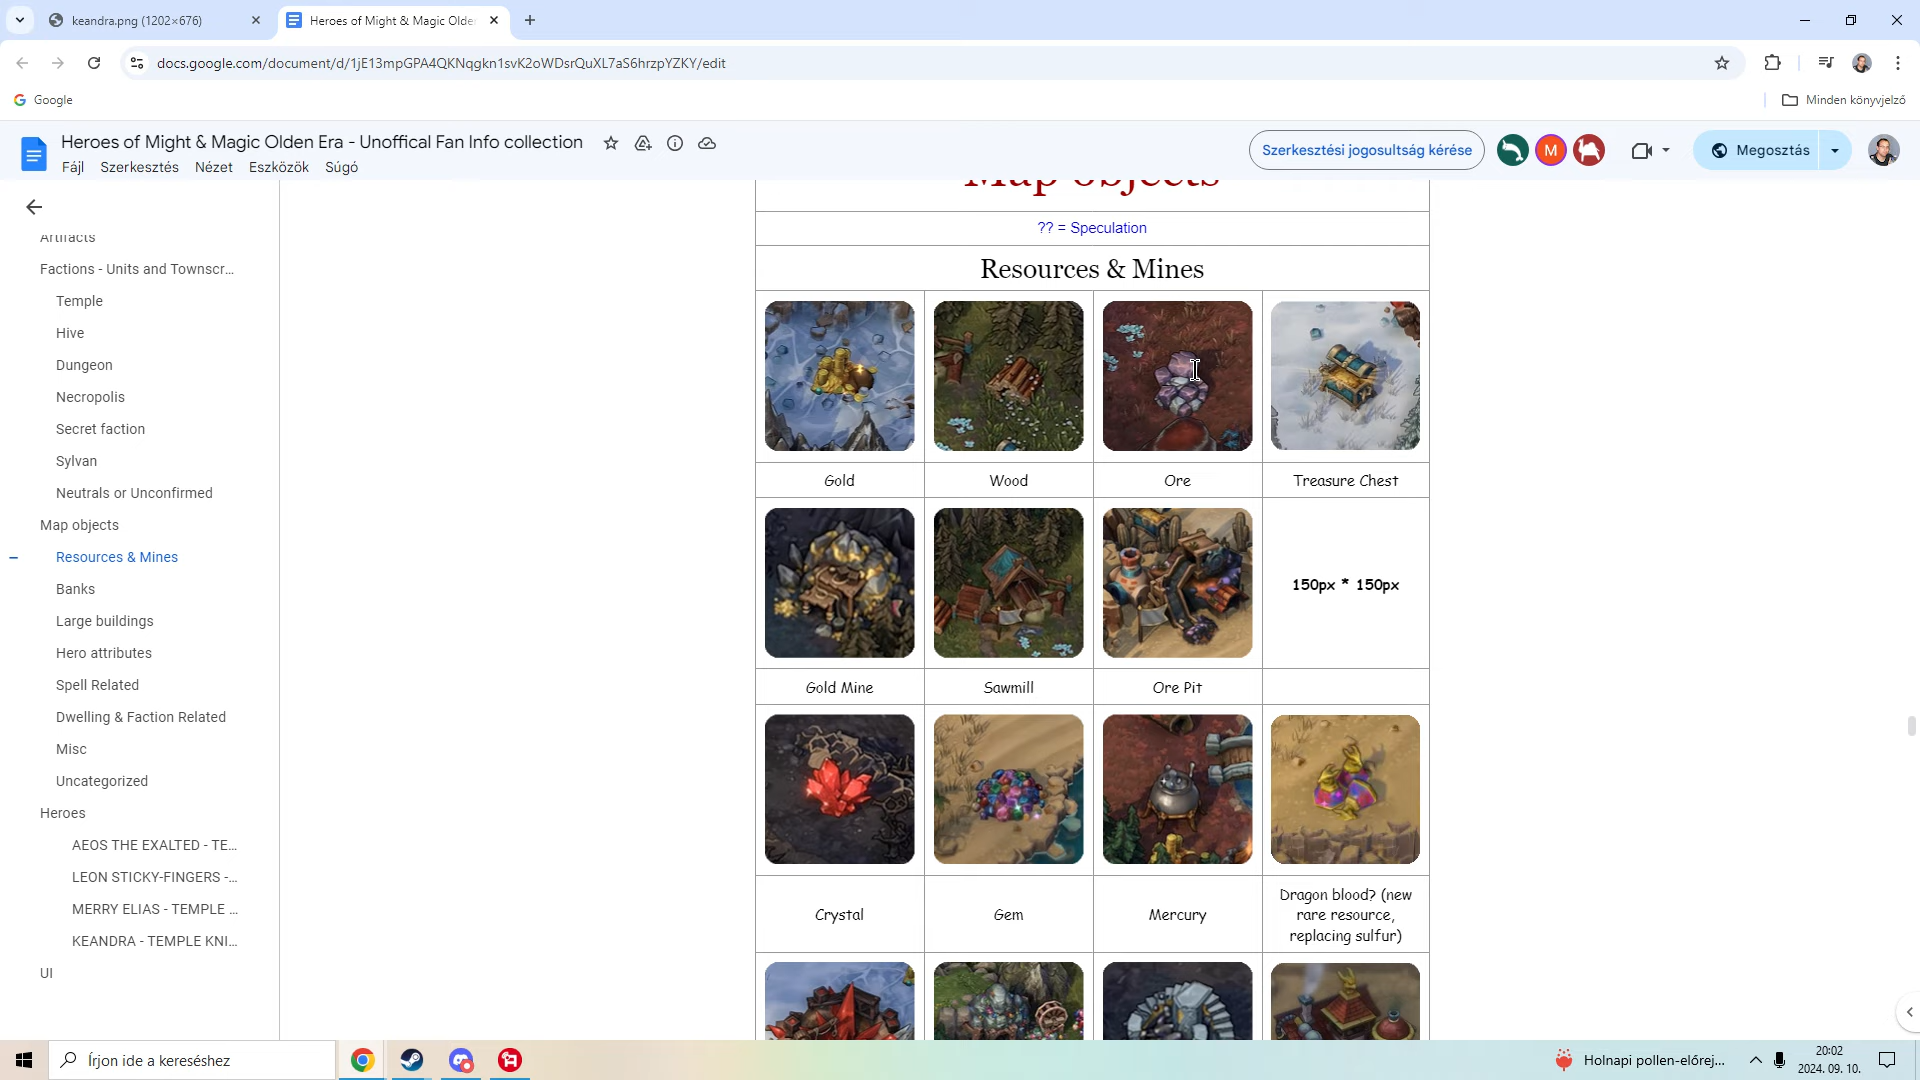 keandra.png (1202×676)
Heroes of Might & Magic Olde
docs.google.com/document/d/1jE13mpGPA4QKNqgkn1svK2oWDsrQuXL7aS6hrzpYZKY/edit
Google
Minden könyvjelző
Heroes of Might & Magic Olden Era - Unoffical Fan Info collection
Fájl Szerkesztés Nézet Eszközök Súgó
Szerkesztési jogosultság kérése
M
Megosztás
Artifacts
Factions - Units and Townscr...
Temple
Hive
Dungeon
Necropolis
Secret faction
Sylvan
Neutrals or Unconfirmed
Map objects
Resources & Mines
Banks
Large buildings
Hero attributes
Spell Related
Dwelling & Faction Related
Misc
Uncategorized
Heroes
AEOS THE EXALTED - TE...
LEON STICKY-FINGERS -...
MERRY ELIAS - TEMPLE ...
KEANDRA - TEMPLE KNI...
UI
Map objects
?? = Speculation
Resources & Mines
Gold Wood Ore Treasure Chest
150px * 150px
Gold Mine Sawmill Ore Pit
Crystal Gem Mercury
Dragon blood? (new
rare resource,
replacing sulfur)
Írjon ide a kereséshez
Holnapi pollen-előrej...
20:02
2024. 09. 10.